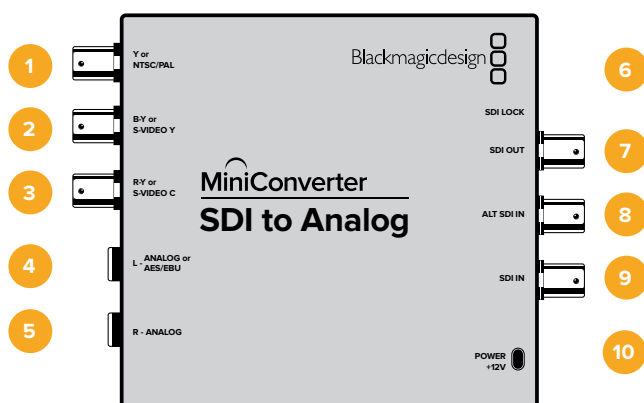 1
Y or
NTSC/PAL
2
B-Y or
S-VIDEO Y
3
R-Y or
S-VIDEO C
4
L - ANALOG or
AES/EBU
5
R - ANALOG
Blackmagicdesign
MiniConverter
SDI to Analog
6
SDI LOCK
7
SDI OUT
8
ALT SDI IN
9
SDI IN
10
POWER
+12V